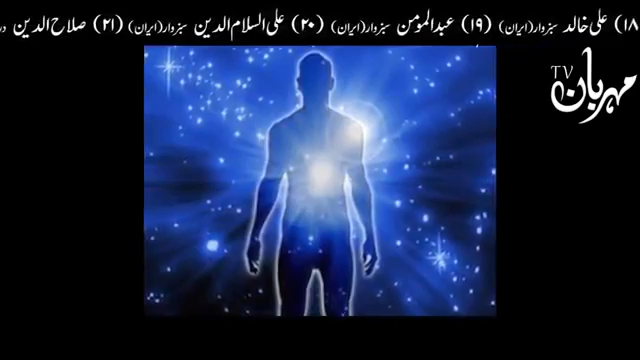 ۱۸) علی خالد سبزوار (ایران) (۱۹) عبدالمومن سبزوار (ایران) (۲۰) علی السلام الدین سبزوار (ایران) (۲۱) صلاح الدین
TV
مہربان